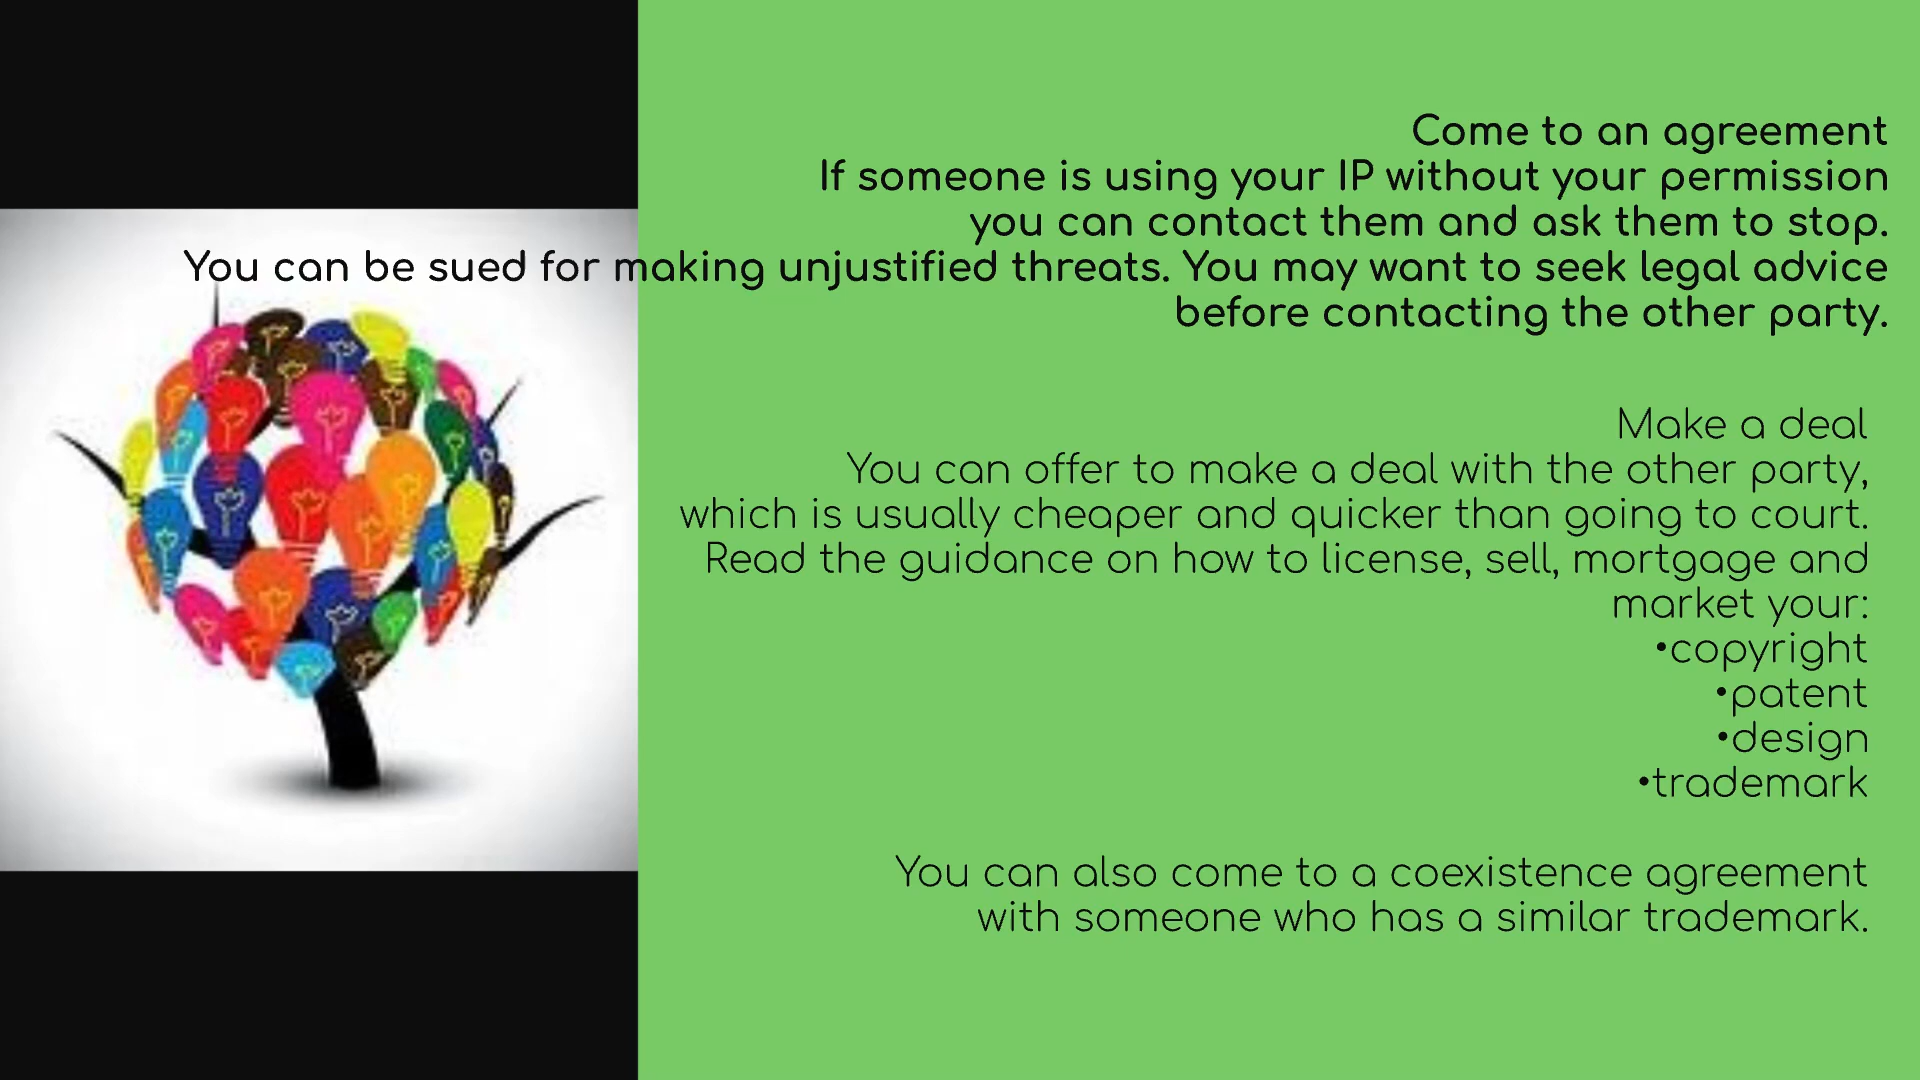 Come to an agreement
If someone is using your IP without your permission
you can contact them and ask them to stop.
You can be sued for making unjustified threats. You may want to seek legal advice
before contacting the other party.
Make a deal
You can offer to make a deal with the other party,
which is usually cheaper and quicker than going to court.
Read the guidance on how to license, sell, mortgage and
market your:
•copyright
•patent
•design
•trademark
You can also come to a coexistence agreement
with someone who has a similar trademark.